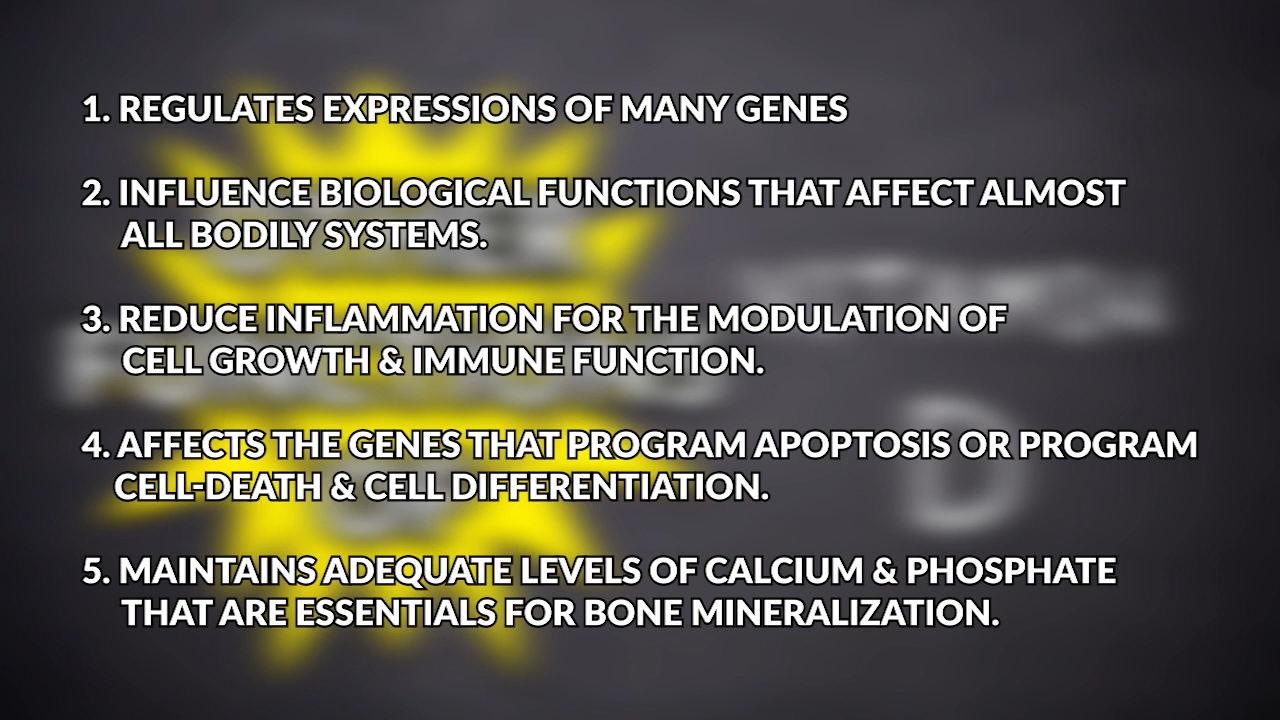 1. REGULATES EXPRESSIONS OF MANY GENES
2. INFLUENCE BIOLOGICAL FUNCTIONS THAT AFFECT ALMOST
ALL BODILY SYSTEMS.
3. REDUCE INFLAMMATION FOR THE MODULATION OF
CELL GROWTH & IMMUNE FUNCTION.
4. AFFECTS THE GENES THAT PROGRAM APOPTOSIS OR PROGRAM
CELL-DEATH & CELL DIFFERENTIATION.
5. MAINTAINS ADEQUATE LEVELS OF CALCIUM & PHOSPHATE
THAT ARE ESSENTIALS FOR BONE MINERALIZATION.